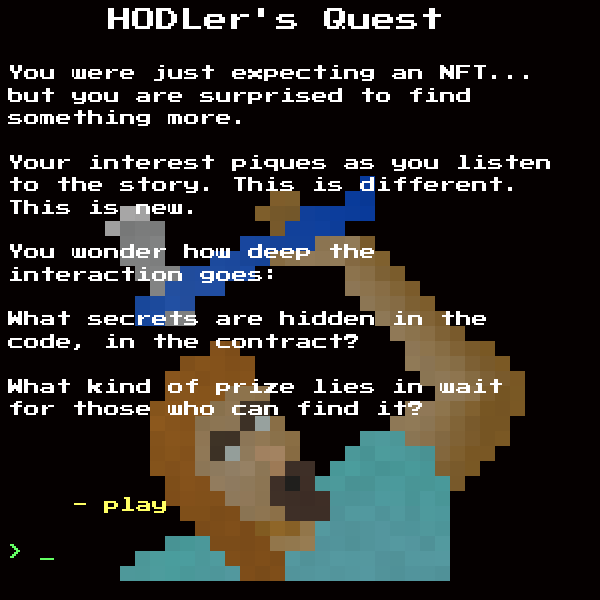 HODLer's Quest
You were just expecting an NFT...
but you are surprised to find
something more.
Your interest piques as you listen
to the story. This is different.
This is new.
You wonder how deep the
interaction goes:
What secrets are hidden in the
code, in the contract?
What kind of prize lies in wait
for those who can find it?
- play
> _